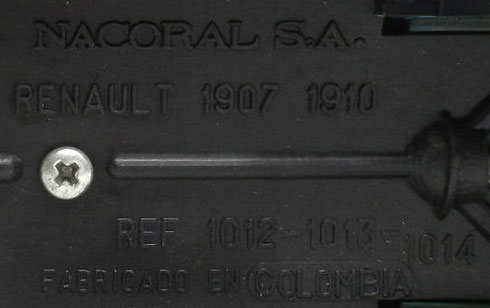 NACORAL S.A.
RENAULT 1907 1910
REF 1012-1013-1014
FABRICADO EN COLOMBIA